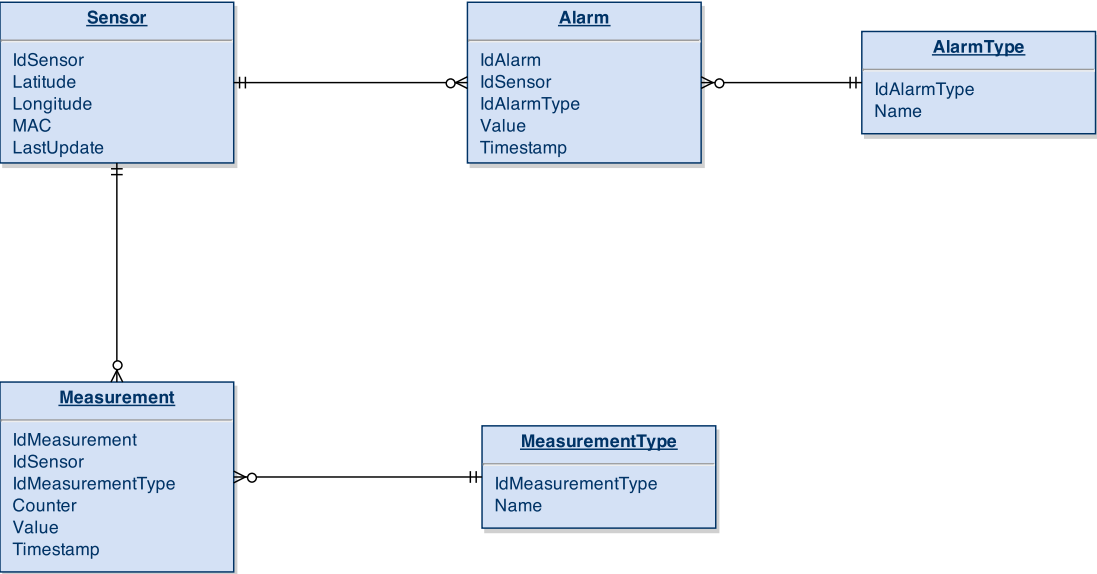 Sensor
IdSensor
Latitude
Longitude
MAC
LastUpdate
Alarm
IdAlarm
IdSensor
IdAlarmType
Value
Timestamp
AlarmType
IdAlarmType
Name
Measurement
IdMeasurement
IdSensor
IdMeasurementType
Counter
Value
Timestamp
MeasurementType
IdMeasurementType
Name